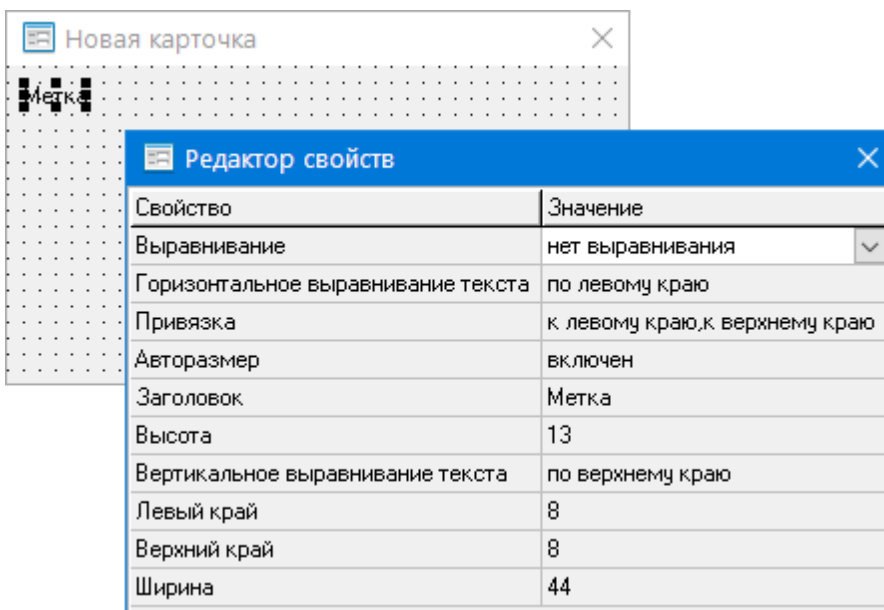 Новая карточка
Метка
Редактор свойств
Свойство Значение
Выравнивание нет выравнивания
Горизонтальное выравнивание текста по левому краю
Привязка к левому краю,к верхнему краю
Авторазмер включен
Заголовок Метка
Высота 13
Вертикальное выравнивание текста по верхнему краю
Левый край 8
Верхний край 8
Ширина 44